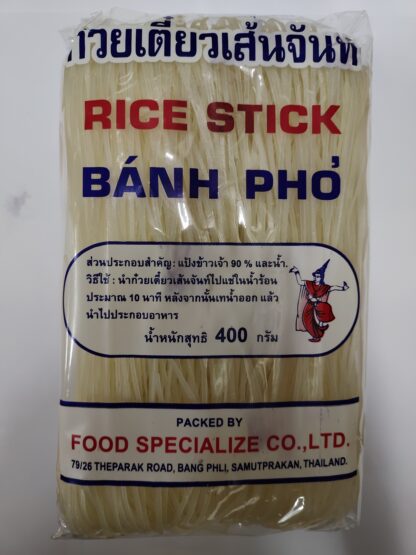 ก๋วยเตี๋ยวเส้นจันท์
RICE STICK
BÁNH PHỞ
ส่วนประกอบสำคัญ: แป้งข้าวเจ้า 90 % และน้ำ.
วิธีใช้ : นำก๋วยเตี๋ยวเส้นจันท์ไปแช่ในน้ำร้อน
ประมาณ 10 นาที หลังจากนั้นเทน้ำออก แล้ว
นำไปประกอบอาหาร
น้ำหนักสุทธิ 400 กรัม
PACKED BY
FOOD SPECIALIZE CO.,LTD.
79/26 THEPARAK ROAD, BANG PHLI, SAMUTPRAKAN, THAILAND.